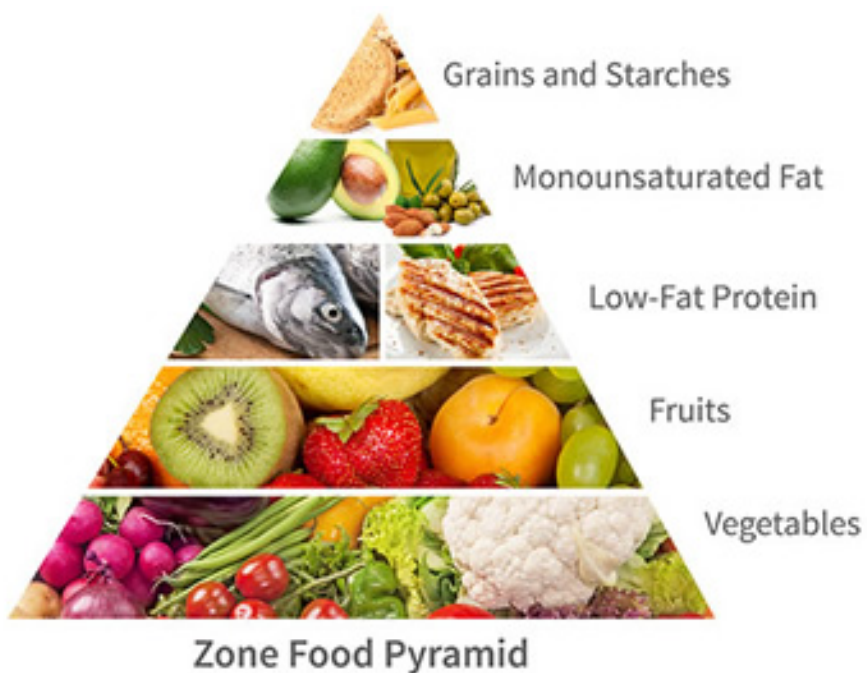 Grains and Starches
Monounsaturated Fat
Low-Fat Protein
Fruits
Vegetables
Zone Food Pyramid